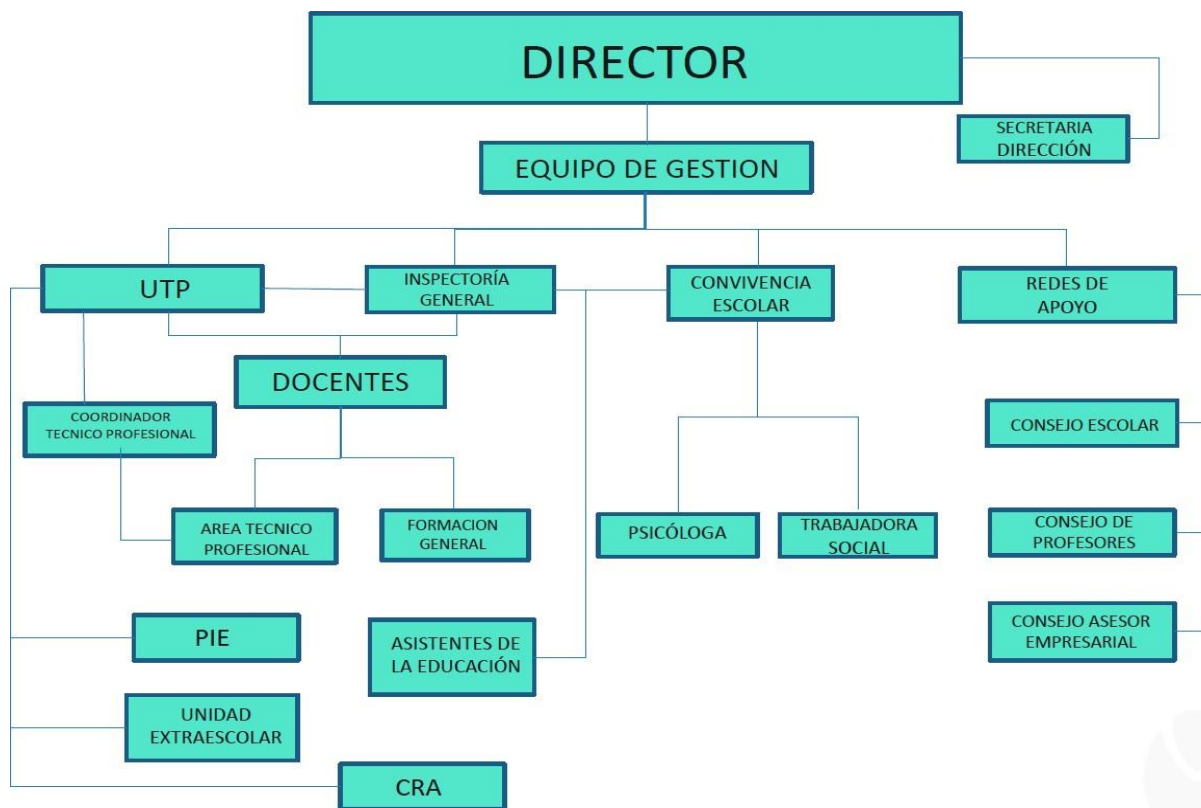 DIRECTOR
SECRETARIA
DIRECCIÓN
EQUIPO DE GESTION
UTP
INSPECTORÍA
GENERAL
CONVIVENCIA
ESCOLAR
REDES DE
APOYO
DOCENTES
COORDINADOR
TECNICO PROFESIONAL
CONSEJO ESCOLAR
AREA TECNICO
PROFESIONAL
FORMACION
GENERAL
PSICÓLOGA
TRABAJADORA
SOCIAL
CONSEJO DE
PROFESORES
PIE
ASISTENTES DE
LA EDUCACIÓN
CONSEJO ASESOR
EMPRESARIAL
UNIDAD
EXTRAESCOLAR
CRA